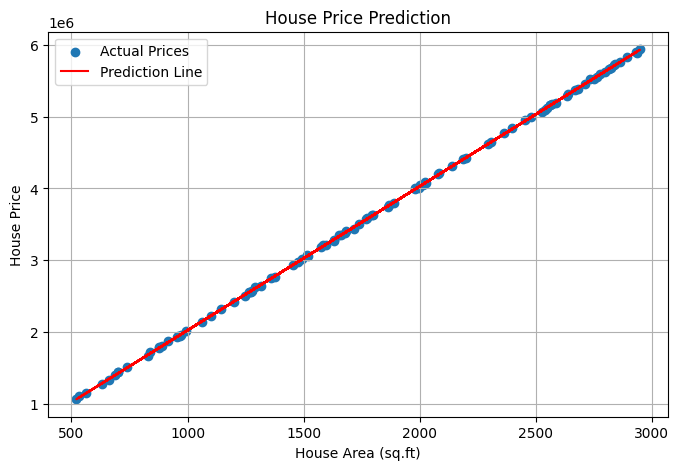 House Price Prediction
1e6
Actual Prices
Prediction Line
6
5
4
3
2
1
House Price
500 1000 1500 2000 2500 3000
House Area (sq.ft)